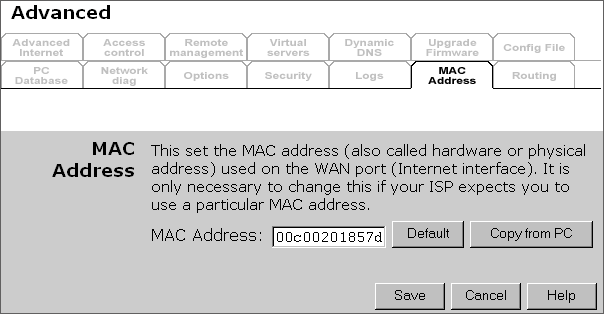 Advanced
Advanced Internet
Access control
Remote management
Virtual servers
Dynamic DNS
Upgrade Firmware
Config File
PC Database
Network diag
Options
Security
Logs
MAC Address
Routing
MAC Address
This set the MAC address (also called hardware or physical
address) used on the WAN port (Internet interface). It is
only necessary to change this if your ISP expects you to
use a particular MAC address.
MAC Address: 00c00201857d Default Copy from PC
Save Cancel Help